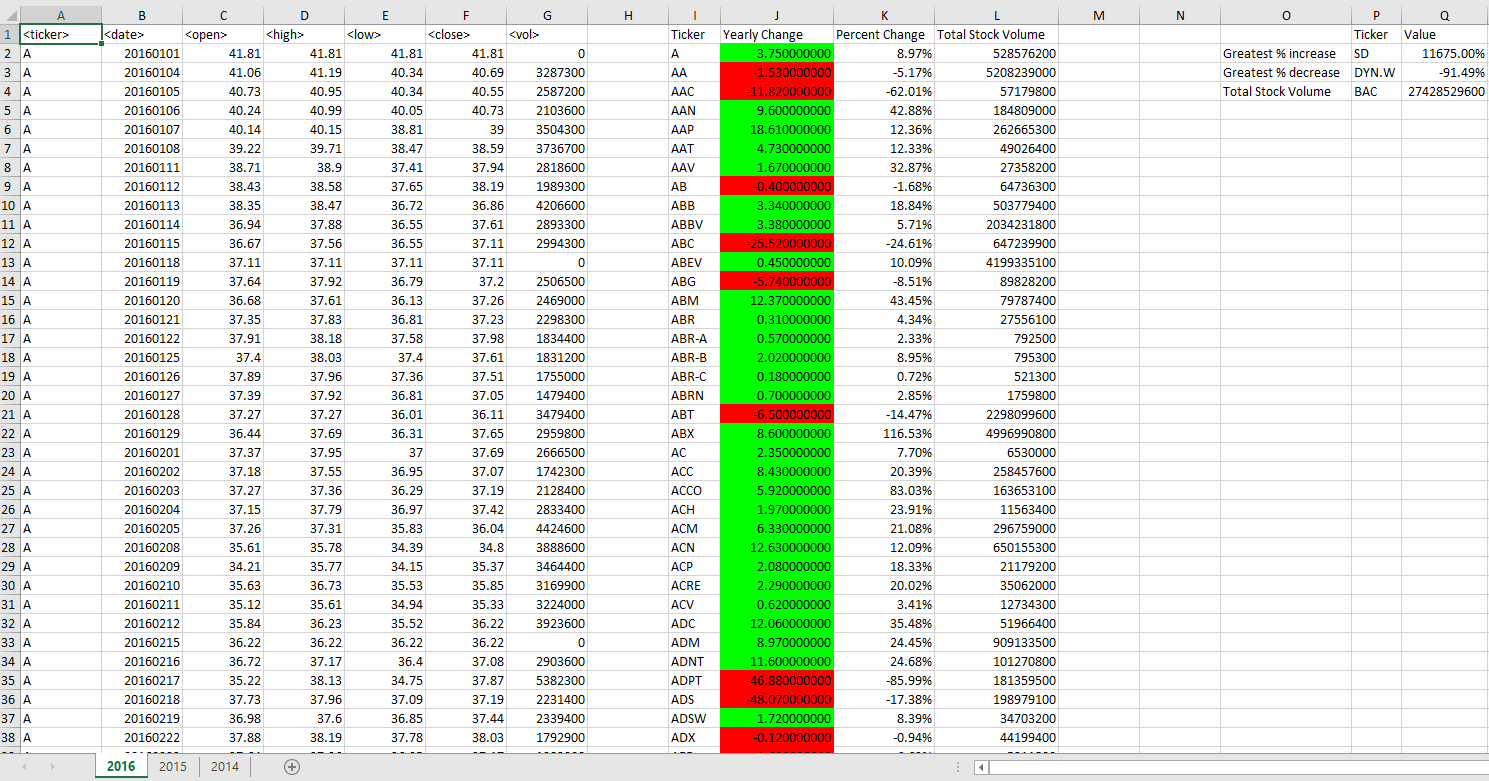 A B C D E F G H I J K L M N O P Q
1 <ticker> <date> <open> <high> <low> <close> <vol> Ticker Yearly Change Percent Change Total Stock Volume Ticker Value
2 A 20160101 41.81 41.81 41.81 41.81 0 A 3.750000000 8.97% 528576200 Greatest % increase SD 11675.00%
3 A 20160104 41.06 41.19 40.34 40.69 3287300 AA -1.530000000 -5.17% 5208239000 Greatest % decrease DYN.W -91.49%
4 A 20160105 40.73 40.95 40.34 40.55 2587200 AAC -11.820000000 -62.01% 57179800 Total Stock Volume BAC 27428529600
5 A 20160106 40.24 40.99 40.05 40.73 2103600 AAN 9.600000000 42.88% 184809000
6 A 20160107 40.14 40.15 38.81 39 3504300 AAP 18.610000000 12.36% 262665300
7 A 20160108 39.22 39.71 38.47 38.59 3736700 AAT 4.730000000 12.33% 49026400
8 A 20160111 38.71 38.9 37.41 37.94 2818600 AAV 1.670000000 32.87% 27358200
9 A 20160112 38.43 38.58 37.65 38.19 1989300 AB -0.400000000 -1.68% 64736300
10 A 20160113 38.35 38.47 36.72 36.86 4206600 ABB 3.340000000 18.84% 503779400
11 A 20160114 36.94 37.88 36.55 37.61 2893300 ABBV 3.380000000 5.71% 2034231800
12 A 20160115 36.67 37.56 36.55 37.11 2994300 ABC -25.520000000 -24.61% 647239900
13 A 20160118 37.11 37.11 37.11 37.11 0 ABEV 0.450000000 10.09% 4199335100
14 A 20160119 37.64 37.92 36.79 37.2 2506500 ABG -5.740000000 -8.51% 89828200
15 A 20160120 36.68 37.61 36.13 37.26 2469000 ABM 12.370000000 43.45% 79787400
16 A 20160121 37.35 37.83 36.81 37.23 2298300 ABR 0.310000000 4.34% 27556100
17 A 20160122 37.91 38.18 37.58 37.98 1834400 ABR-A 0.570000000 2.33% 792500
18 A 20160125 37.4 38.03 37.4 37.61 1831200 ABR-B 2.020000000 8.95% 795300
19 A 20160126 37.89 37.96 37.36 37.51 1755000 ABR-C 0.180000000 0.72% 521300
20 A 20160127 37.39 37.92 36.81 37.05 1479400 ABRN 0.700000000 2.85% 1759800
21 A 20160128 37.27 37.27 36.01 36.11 3479400 ABT -6.500000000 -14.47% 2298099600
22 A 20160129 36.44 37.69 36.31 37.65 2959800 ABX 8.600000000 116.53% 4996990800
23 A 20160201 37.37 37.95 37 37.69 2666500 AC 2.350000000 7.70% 6530000
24 A 20160202 37.18 37.55 36.95 37.07 1742300 ACC 8.430000000 20.39% 258457600
25 A 20160203 37.27 37.36 36.29 37.19 2128400 ACCO 5.920000000 83.03% 163653100
26 A 20160204 37.15 37.79 36.97 37.42 2833400 ACH 1.970000000 23.91% 11563400
27 A 20160205 37.26 37.31 35.83 36.04 4424600 ACM 6.330000000 21.08% 296759000
28 A 20160208 35.61 35.78 34.39 34.8 3888600 ACN 12.630000000 12.09% 650155300
29 A 20160209 34.21 35.77 34.15 35.37 3464400 ACP 2.080000000 18.33% 21179200
30 A 20160210 35.63 36.73 35.53 35.85 3169900 ACRE 2.290000000 20.02% 35062000
31 A 20160211 35.12 35.61 34.94 35.33 3224000 ACV 0.620000000 3.41% 12734300
32 A 20160212 35.84 36.23 35.52 36.22 3923600 ADC 12.060000000 35.48% 51966400
33 A 20160215 36.22 36.22 36.22 36.22 0 ADM 8.970000000 24.45% 909133500
34 A 20160216 36.72 37.17 36.4 37.08 2903600 ADNT 11.600000000 24.68% 101270800
35 A 20160217 35.22 38.13 34.75 37.87 5382300 ADPT -46.880000000 -85.99% 181359500
36 A 20160218 37.73 37.96 37.09 37.19 2231400 ADS -48.070000000 -17.38% 198979100
37 A 20160219 36.98 37.6 36.85 37.44 2339400 ADSW 1.720000000 8.39% 34703200
38 A 20160222 37.88 38.19 37.78 38.03 1792900 ADX -0.120000000 -0.94% 44199400
2016 2015 2014